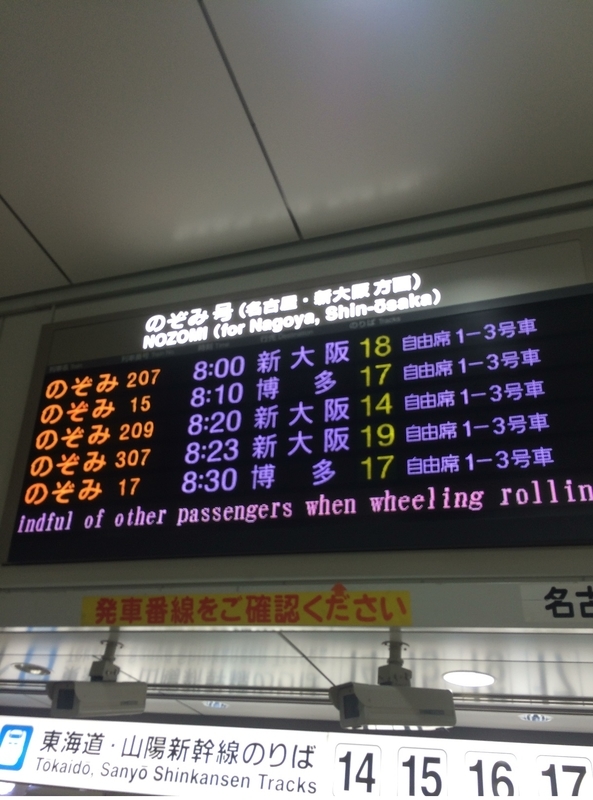 のぞみ号(名古屋・新大阪 方面)
NOZOMI (for Nagoya, Shin-ōsaka)
のぞみ 207 8:00 新大阪 18 自由席 1-3号車
のぞみ 15 8:10 博多 17 自由席 1-3号車
のぞみ 209 8:20 新大阪 14 自由席 1-3号車
のぞみ 307 8:23 新大阪 19 自由席 1-3号車
のぞみ 17 8:30 博多 17 自由席 1-3号車
indful of other passengers when wheeling rollin
発車番線をご確認ください
名古
東海道・山陽新幹線のりば 14 15 16 17
Tōkaidō, Sanyō Shinkansen Tracks